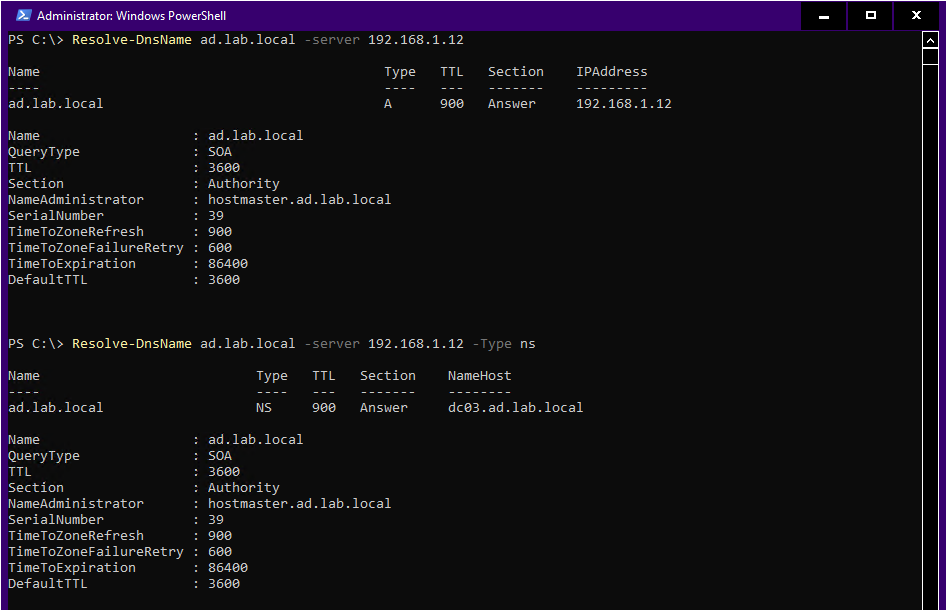 Administrator: Windows PowerShell
PS C:\> Resolve-DnsName ad.lab.local -server 192.168.1.12
Name Type TTL Section IPAddress
---- ---- --- ------- ---------
ad.lab.local A 900 Answer 192.168.1.12
Name : ad.lab.local
QueryType : SOA
TTL : 3600
Section : Authority
NameAdministrator : hostmaster.ad.lab.local
SerialNumber : 39
TimeToZoneRefresh : 900
TimeToZoneFailureRetry : 600
TimeToExpiration : 86400
DefaultTTL : 3600
PS C:\> Resolve-DnsName ad.lab.local -server 192.168.1.12 -Type ns
Name Type TTL Section NameHost
---- ---- --- ------- --------
ad.lab.local NS 900 Answer dc03.ad.lab.local
Name : ad.lab.local
QueryType : SOA
TTL : 3600
Section : Authority
NameAdministrator : hostmaster.ad.lab.local
SerialNumber : 39
TimeToZoneRefresh : 900
TimeToZoneFailureRetry : 600
TimeToExpiration : 86400
DefaultTTL : 3600